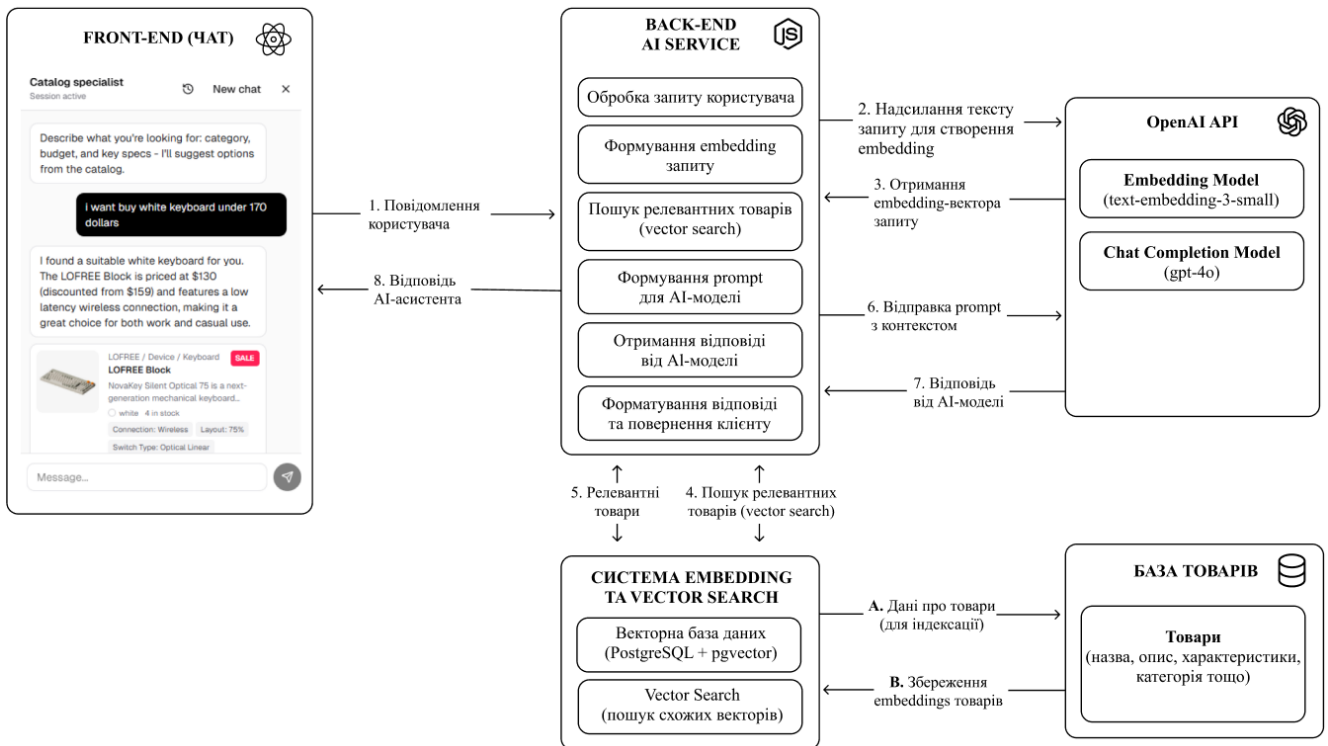 FRONT-END (ЧАТ)
Catalog specialist
Session active
New chat
Describe what you're looking for: category,
budget, and key specs - I'll suggest options
from the catalog.
i want buy white keyboard under 170
dollars
I found a suitable white keyboard for you.
The LOFREE Block is priced at $130
(discounted from $159) and features a low
latency wireless connection, making it a
great choice for both work and casual use.
LOFREE / Device / Keyboard
SALE
LOFREE Block
NovaKey Silent Optical 75 is a next-
generation mechanical keyboard...
white 4 in stock
Connection: Wireless
Layout: 75%
Switch Type: Optical Linear
Message...
1. Повідомлення
користувача
8. Відповідь
AI-асистента
BACK-END
AI SERVICE
JS
Обробка запиту користувача
Формування embedding
запиту
Пошук релевантних товарів
(vector search)
Формування prompt
для AI-моделі
Отримання відповіді
від AI-моделі
Форматування відповіді
та повернення клієнту
2. Надсилання тексту
запиту для створення
embedding
3. Отримання
embedding-вектора
запиту
6. Відправка prompt
з контекстом
7. Відповідь
від AI-моделі
OpenAI API
Embedding Model
(text-embedding-3-small)
Chat Completion Model
(gpt-4o)
5. Релевантні
товари
4. Пошук релевантних
товарів (vector search)
СИСТЕМА EMBEDDING
ТА VECTOR SEARCH
Векторна база даних
(PostgreSQL + pgvector)
Vector Search
(пошук схожих векторів)
A. Дані про товари
(для індексації)
B. Збереження
embeddings товарів
БАЗА ТОВАРІВ
Товари
(назва, опис, характеристики,
категорія тощо)